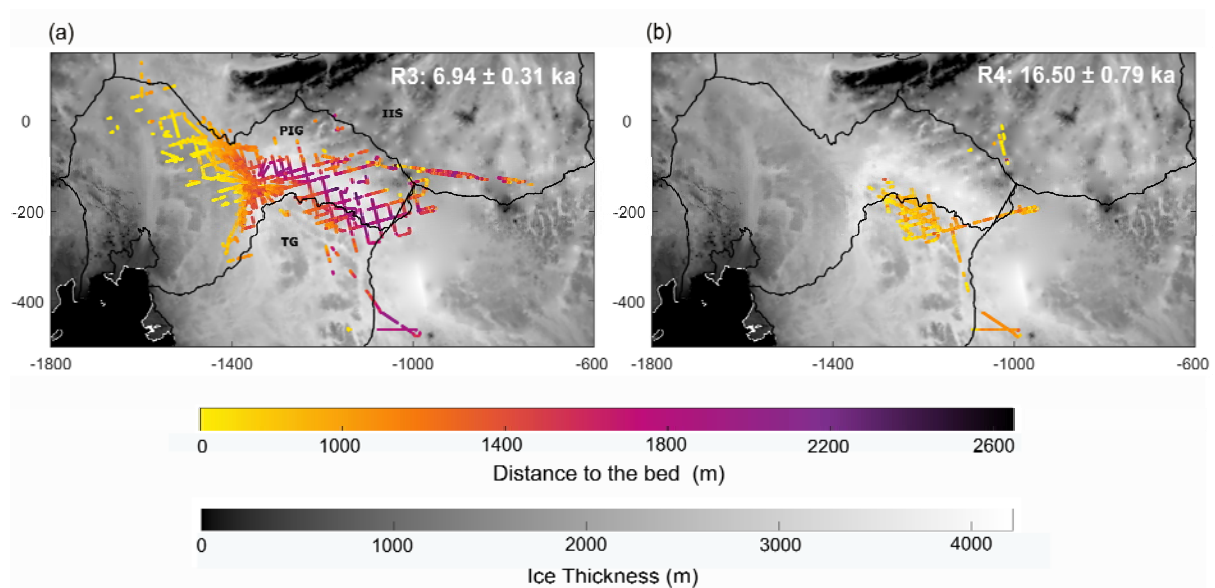 (a)
(b)
R3: 6.94 ± 0.31 ka
R4: 16.50 ± 0.79 ka
IIS
PIG
TG
0
-200
-400
-1800
-1400
-1000
-600
0
-200
-400
-1800
-1400
-1000
-600
0
1000
1400
1800
2200
2600
Distance to the bed (m)
0
1000
2000
3000
4000
Ice Thickness (m)